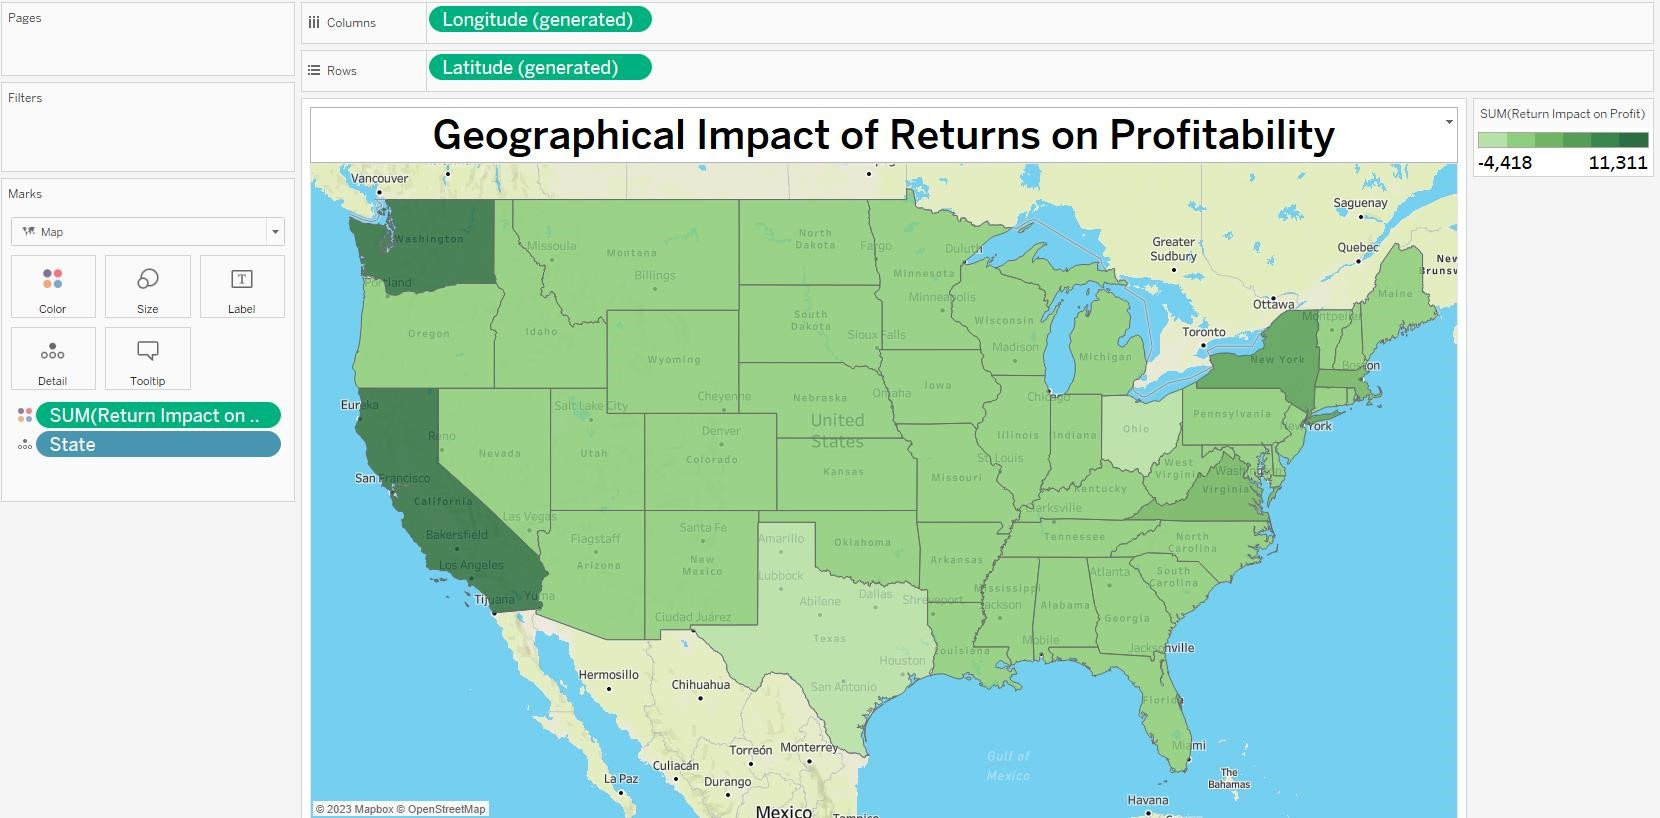 Pages
Columns
Longitude (generated)
Rows
Latitude (generated)
Filters
Marks
Map
Color
Size
Label
Detail
Tooltip
SUM(Return Impact on ..
State
Geographical Impact of Returns on Profitability
SUM(Return Impact on Profit)
-4,418
11,311
Vancouver
Washington
Portland
Oregon
Idaho
Missoula
Montana
Billings
Wyoming
Cheyenne
North
Dakota
Fargo
South
Dakota
Sioux Falls
Nebraska
Omaha
Duluth
Minnesota
Minneapolis
Wisconsin
Madison
Michigan
Iowa
Chicago
Greater
Sudbury
Toronto
Ottawa
Saguenay
Quebec
New
Brunsw
Maine
Montpelier
Boston
New York
New York
Pennsylvania
Ohio
Indiana
Illinois
St Louis
Missouri
Kansas
United
States
Eureka
Reno
Nevada
Salt Lake City
Utah
Denver
Colorado
San Francisco
California
Las Vegas
Bakersfield
Los Angeles
Tijuana
Yuma
Flagstaff
Arizona
Santa Fe
New
Mexico
Ciudad Juárez
Amarillo
Lubbock
Abilene
Dallas
Texas
Houston
San Antonio
Oklahoma
Arkansas
Shreveport
Louisiana
Mississippi
Jackson
Alabama
Mobile
Atlanta
Georgia
Tennessee
Clarksville
Kentucky
West
Virginia
Virginia
Washington
North
Carolina
South
Carolina
Jacksonville
Florida
Miami
Hermosillo
Chihuahua
Torreón
Monterrey
Culiacán
Durango
La Paz
Mexico
Tampico
Gulf of
Mexico
The
Bahamas
Havana
© 2023 Mapbox © OpenStreetMap